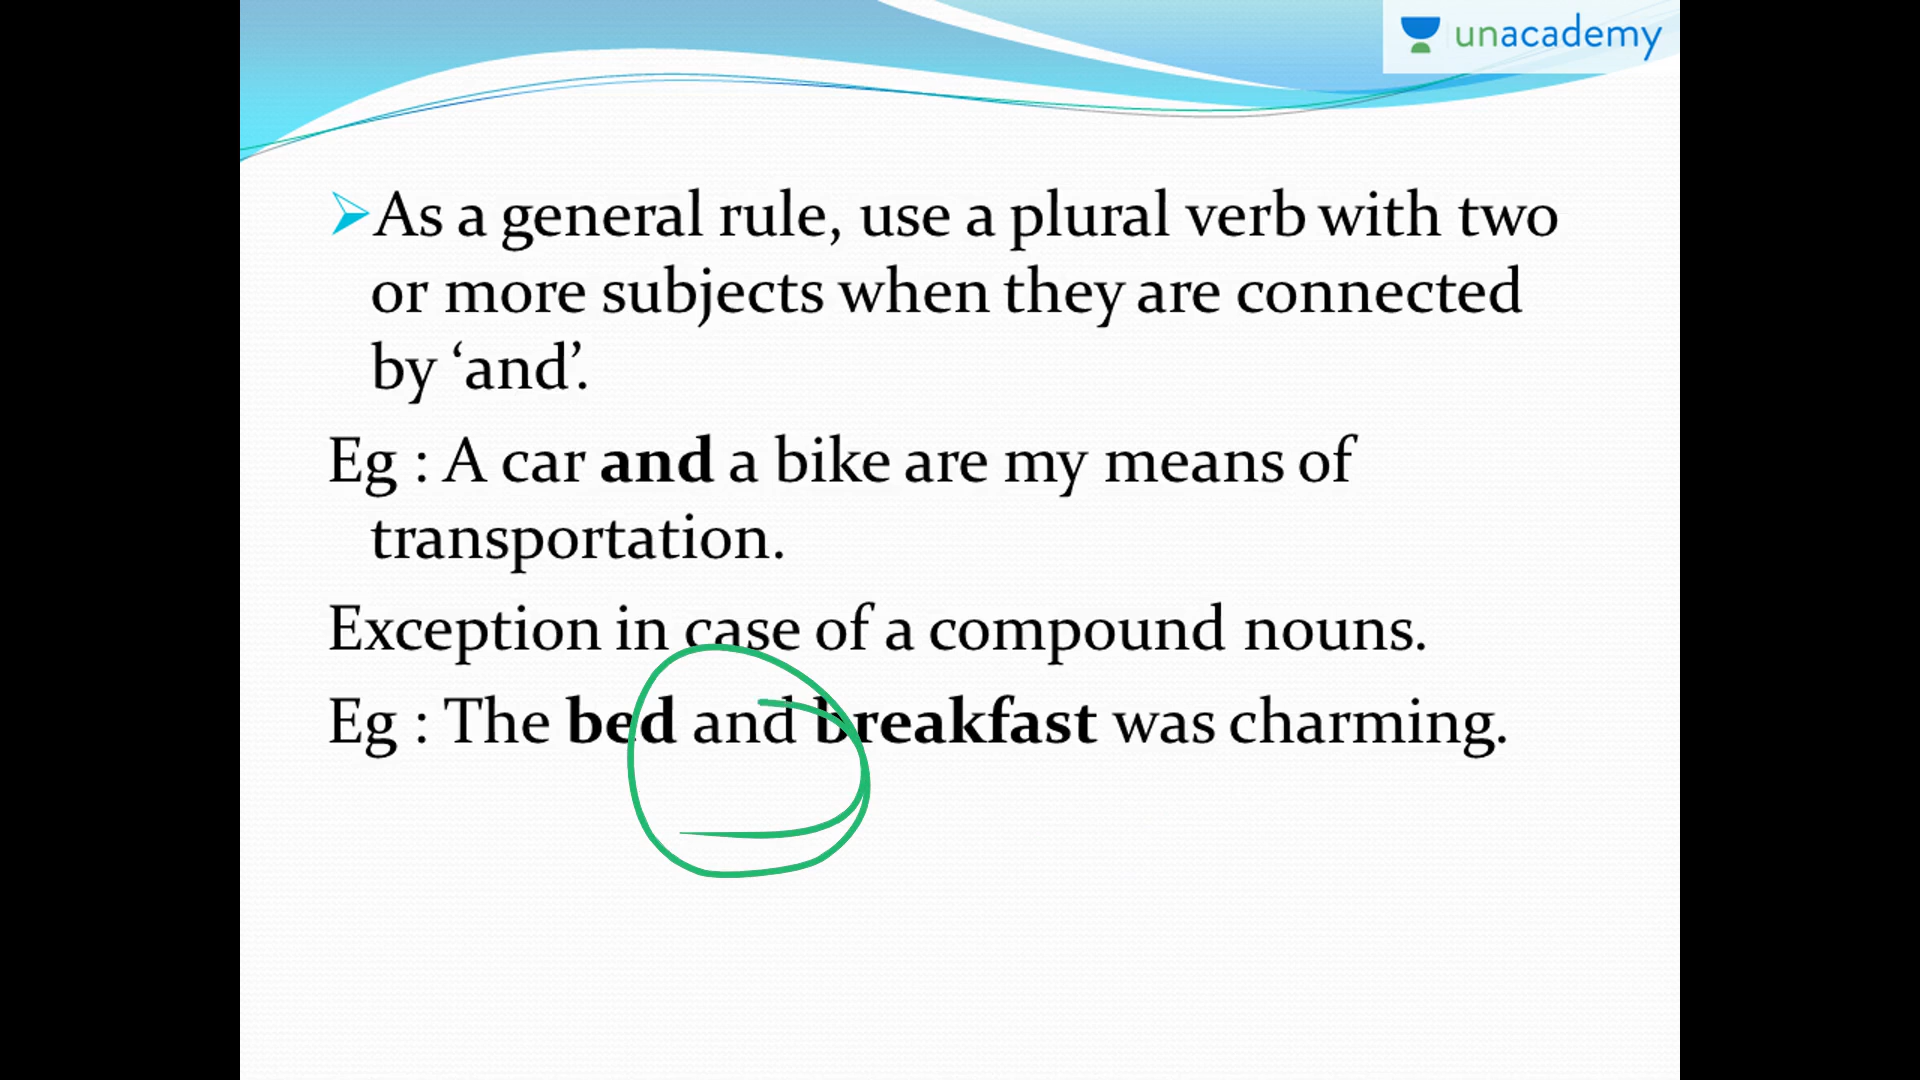 unacademy
As a general rule, use a plural verb with two
or more subjects when they are connected
by ‘and’.
Eg : A car and a bike are my means of
transportation.
Exception in case of a compound nouns.
Eg : The bed and breakfast was charming.